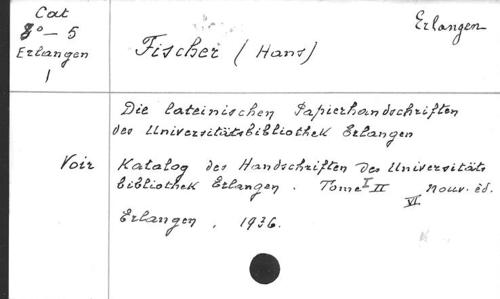 Cat
8° – 5
Erlangen
1
Erlangen
Fischer (Hans)
Die lateinischen Papierhandschriften
des Universitätsbibliothek Erlangen
Voir Katalog des Handschriften des Universitäts
bibliothek Erlangen. Tome I II nouv. éd.
VI
Erlangen, 1936.